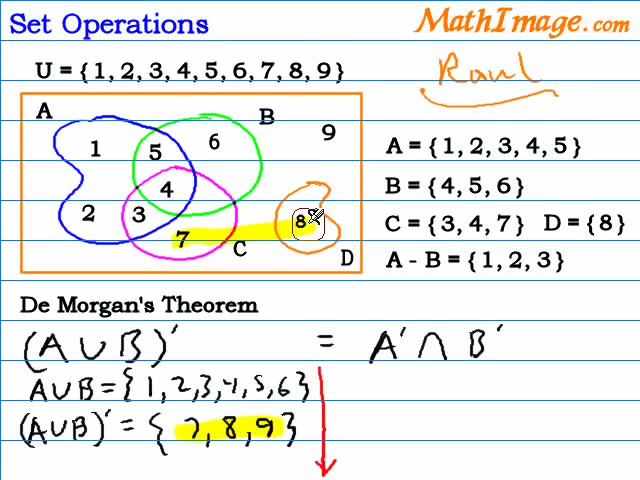 Set Operations
MathImage.com
U = { 1, 2, 3, 4, 5, 6, 7, 8, 9 }
Raul
A
B
9
1
5
6
4
2
3
8
7
C
D
A = { 1, 2, 3, 4, 5 }
B = { 4, 5, 6 }
C = { 3, 4, 7 } D = { 8 }
A - B = { 1, 2, 3 }
De Morgan's Theorem
(A ∪ B)' = A' ∩ B'
A∪B = { 1, 2, 3, 4, 5, 6 }
(A∪B)' = { 7, 8, 9 }